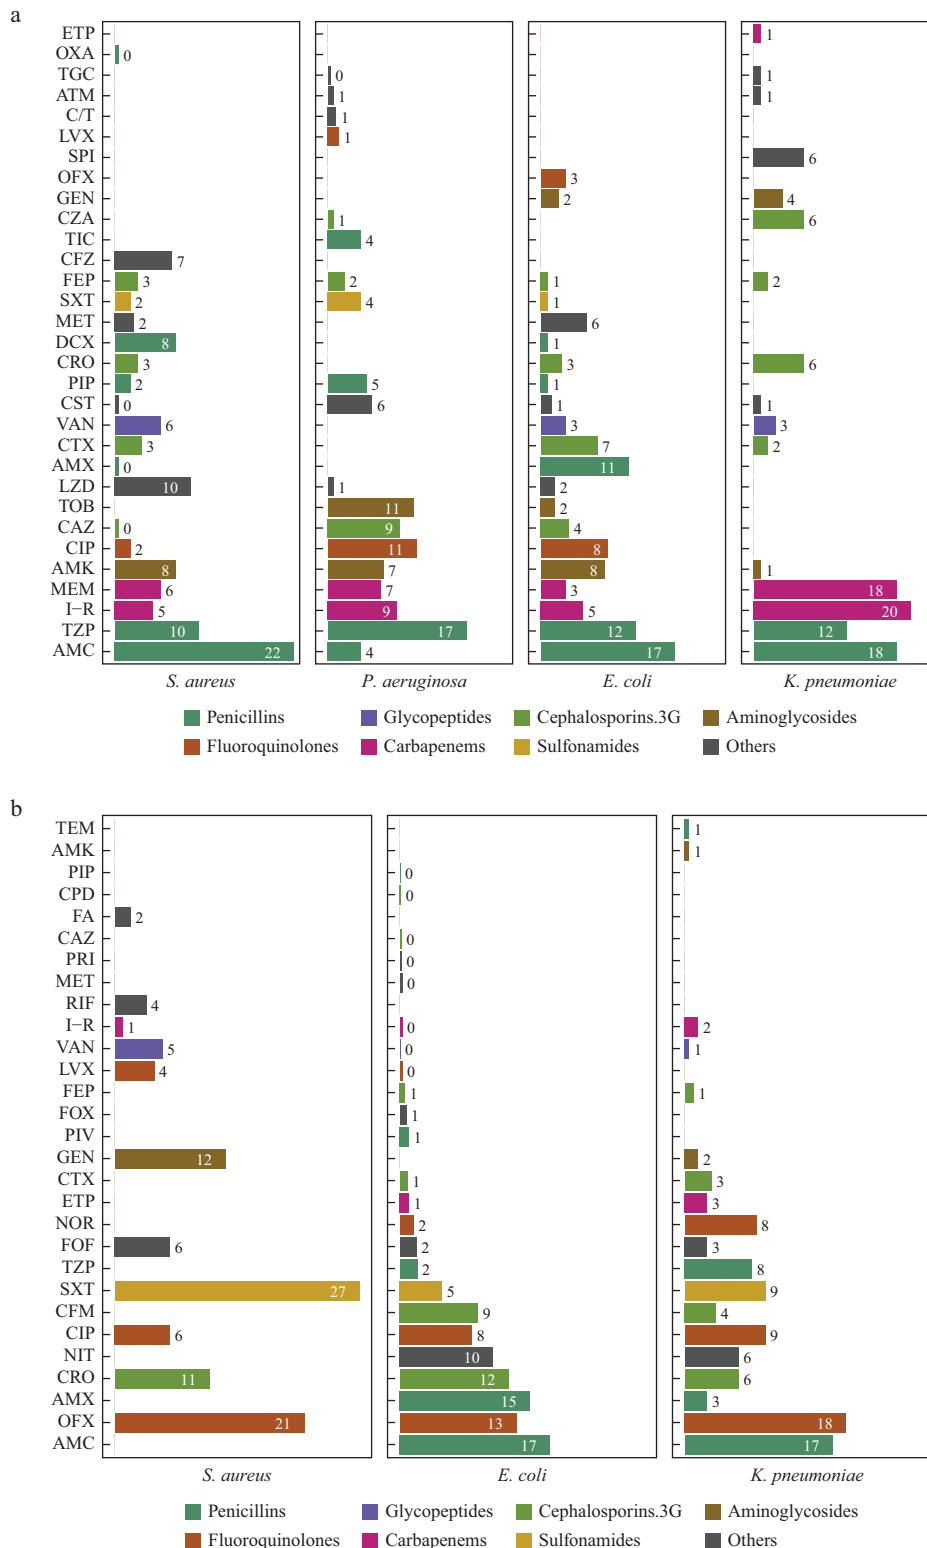 a
ETP 1
OXA 0
TGC 0 1
ATM 1 1
C/T 1
LVX 1
SPI 6
OFX 3
GEN 2 4
CZA 1 6
TIC 4
CFZ 7
FEP 3 2 1 2
SXT 2 4 1
MET 2 6
DCX 8 1
CRO 3 3 6
PIP 2 5 1
CST 0 6 1 1
VAN 6 3 3
CTX 3 7 2
AMX 0 11
LZD 10 1 2
TOB 11 2
CAZ 0 9 4
CIP 2 11 8
AMK 8 7 8 1
MEM 6 7 3 18
I–R 5 9 5 20
TZP 10 17 12 12
AMC 22 4 17 18
S. aureus P. aeruginosa E. coli K. pneumoniae
Penicillins Glycopeptides Cephalosporins.3G Aminoglycosides
Fluoroquinolones Carbapenems Sulfonamides Others
b
TEM 1
AMK 1
PIP 0
CPD 0
FA 2
CAZ 0
PRI 0
MET 0
RIF 4
I–R 1 0 2
VAN 5 0 1
LVX 4 0
FEP 1 1
FOX 1
PIV 1
GEN 12 2
CTX 1 3
ETP 1 3
NOR 2 8
FOF 6 2 3
TZP 2 8
SXT 27 5 9
CFM 9 4
CIP 6 8 9
NIT 10 6
CRO 11 12 6
AMX 15 3
OFX 21 13 18
AMC 17 17
S. aureus E. coli K. pneumoniae
Penicillins Glycopeptides Cephalosporins.3G Aminoglycosides
Fluoroquinolones Carbapenems Sulfonamides Others